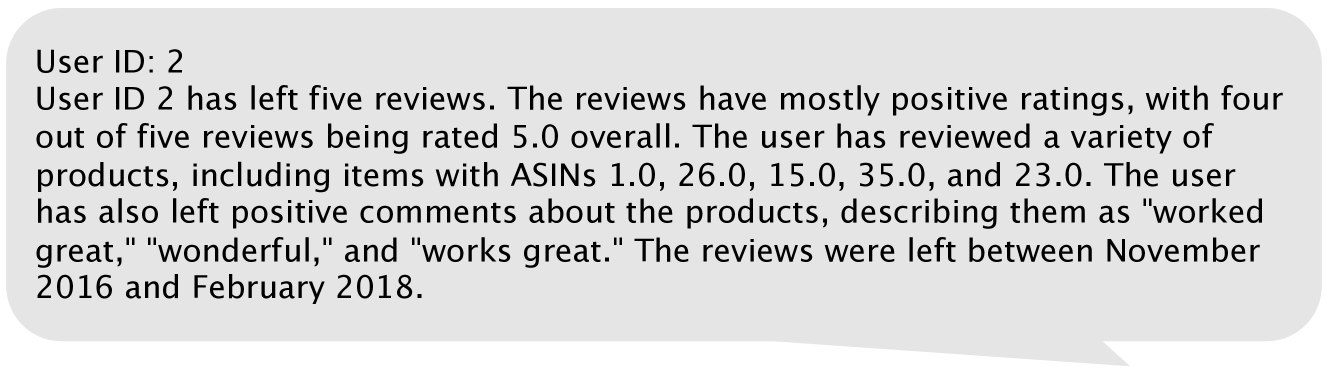 User ID: 2
User ID 2 has left five reviews. The reviews have mostly positive ratings, with four
out of five reviews being rated 5.0 overall. The user has reviewed a variety of
products, including items with ASINs 1.0, 26.0, 15.0, 35.0, and 23.0. The user
has also left positive comments about the products, describing them as "worked
great," "wonderful," and "works great." The reviews were left between November
2016 and February 2018.